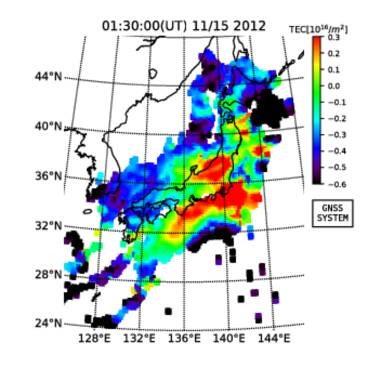 01:30:00(UT) 11/15 2012
TEC[10¹⁶/m²]
0.3
0.2
0.1
0.0
−0.1
−0.2
−0.3
−0.4
−0.5
−0.6
GNSS
SYSTEM
44°N
40°N
36°N
32°N
28°N
24°N
128°E 132°E 136°E 140°E 144°E